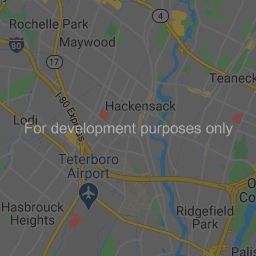 Rochelle Park
4
Maywood
80
17
Teaneck
I-80 Express
Hackensack
Lodi
For development purposes only
Teterboro
Airport
Hasbrouck
Heights
Ridgefield
Park